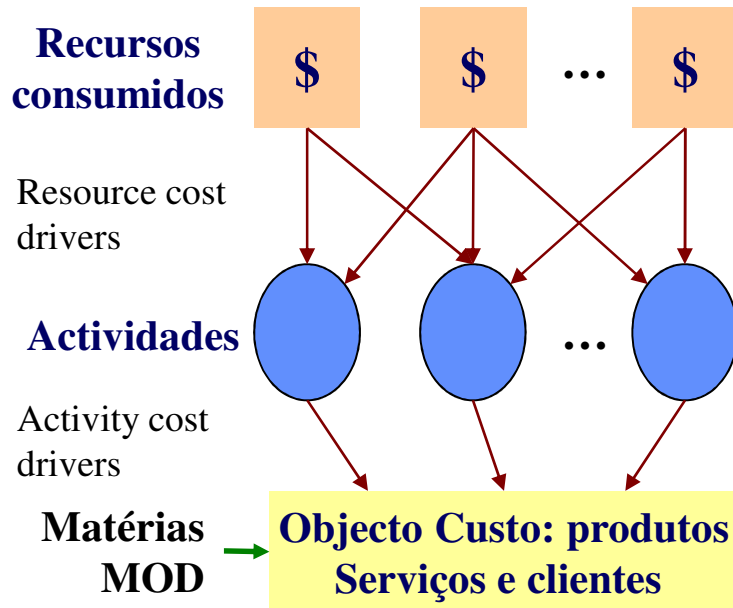 Recursos
consumidos
$ $ ... $
Resource cost
drivers
Actividades
...
Activity cost
drivers
Matérias
MOD
Objecto Custo: produtos
Serviços e clientes